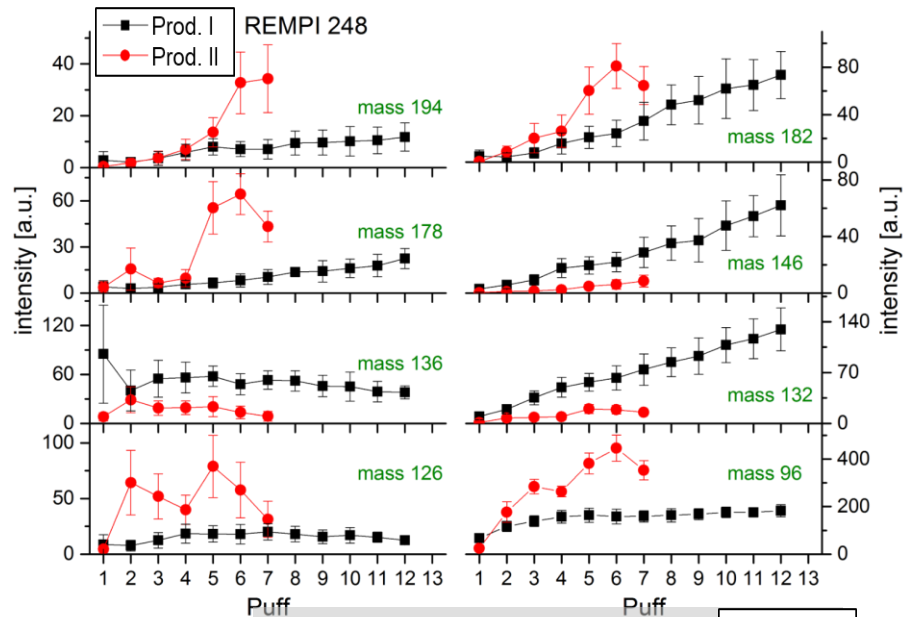 Prod. I
Prod. II
REMPI 248
40
20
0
mass 194
80
40
0
mass 182
60
30
0
mass 178
80
40
0
mas 146
120
60
0
mass 136
140
70
0
mass 132
100
75
50
25
0
mass 126
400
200
0
mass 96
intensity [a.u.]
intensity [a.u.]
1 2 3 4 5 6 7 8 9 10 11 12 13
1 2 3 4 5 6 7 8 9 10 11 12 13
Puff
Puff